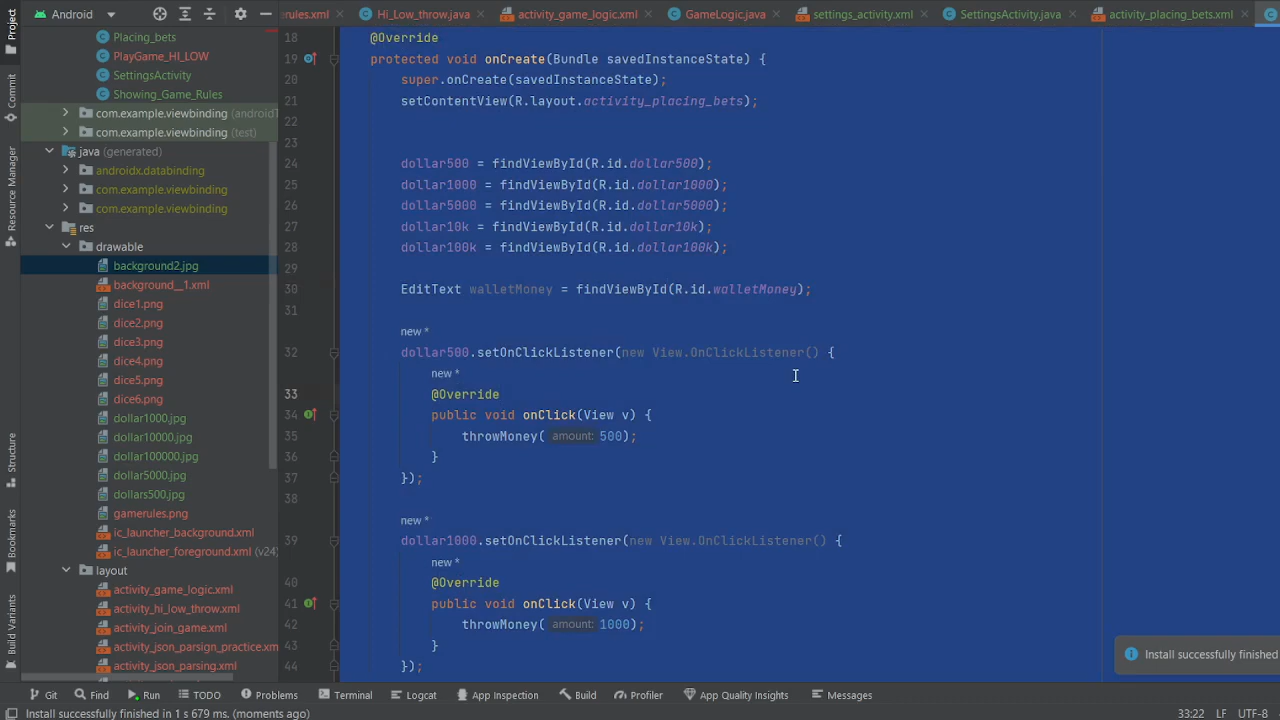 Android
rules.xml
Hi_Low_throw.java
activity_game_logic.xml
GameLogic.java
settings_activity.xml
SettingsActivity.java
activity_placing_bets.xml
Project
Commit
Resource Manager
Structure
Bookmarks
Build Variants
Placing_bets
PlayGame_HI_LOW
SettingsActivity
Showing_Game_Rules
com.example.viewbinding (androidT
com.example.viewbinding (test)
java (generated)
androidx.databinding
com.example.viewbinding
com.example.viewbinding
res
drawable
background2.jpg
background__1.xml
dice1.png
dice2.png
dice3.png
dice4.png
dice5.png
dice6.png
dollar1000.jpg
dollar10000.jpg
dollar100000.jpg
dollar5000.jpg
dollars500.jpg
gamerules.png
ic_launcher_background.xml
ic_launcher_foreground.xml (v24)
layout
activity_game_logic.xml
activity_hi_low_throw.xml
activity_join_game.xml
activity_json_parsign_practice.xml
activity_json_parsing.xml
18 @Override
19 protected void onCreate(Bundle savedInstanceState) {
20 super.onCreate(savedInstanceState);
21 setContentView(R.layout.activity_placing_bets);
22
23
24 dollar500 = findViewById(R.id.dollar500);
25 dollar1000 = findViewById(R.id.dollar1000);
26 dollar5000 = findViewById(R.id.dollar5000);
27 dollar10k = findViewById(R.id.dollar10k);
28 dollar100k = findViewById(R.id.dollar100k);
29
30 EditText walletMoney = findViewById(R.id.walletMoney);
31
new *
32 dollar500.setOnClickListener(new View.OnClickListener() {
new *
33 @Override
34 public void onClick(View v) {
35 throwMoney( amount: 500);
36 }
37 });
38
new *
39 dollar1000.setOnClickListener(new View.OnClickListener() {
new *
40 @Override
41 public void onClick(View v) {
42 throwMoney( amount: 1000);
43 }
44 });
Install successfully finished
Git Find Run TODO Problems Terminal Logcat App Inspection Build Profiler App Quality Insights Messages
Install successfully finished in 1 s 679 ms. (moments ago)
33:22 LF UTF-8